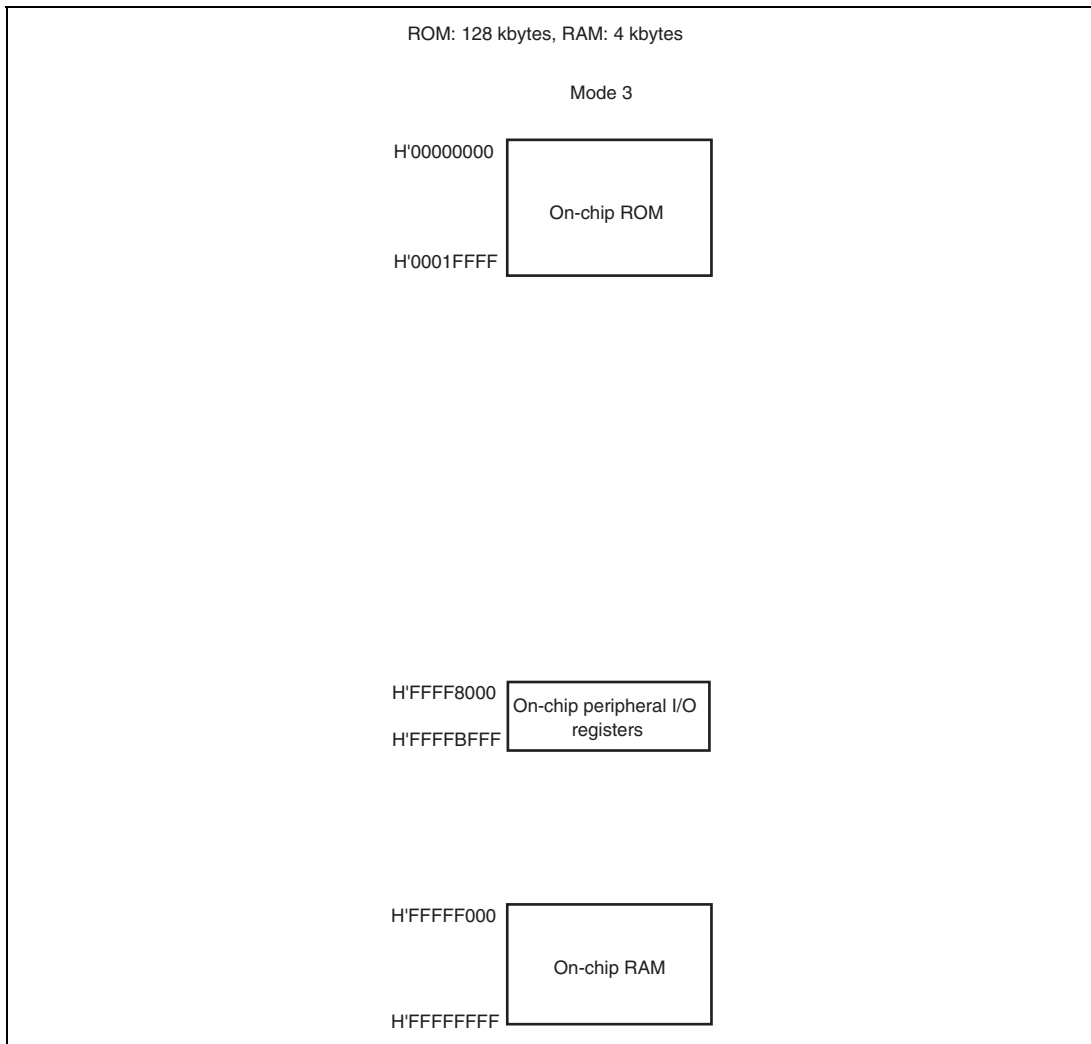 ROM: 128 kbytes, RAM: 4 kbytes
Mode 3
H'00000000
On-chip ROM
H'0001FFFF
H'FFFF8000
On-chip peripheral I/O
registers
H'FFFFBFFF
H'FFFFF000
On-chip RAM
H'FFFFFFFF